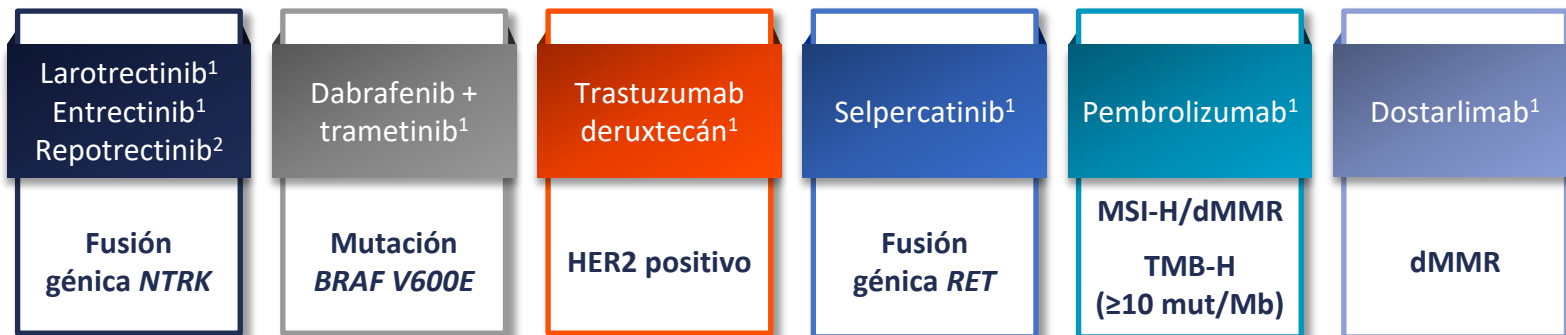 Larotrectinib¹
Entrectinib¹
Repotrectinib²
Fusión
génica NTRK
Dabrafenib +
trametinib¹
Mutación
BRAF V600E
Trastuzumab
deruxtecán¹
HER2 positivo
Selpercatinib¹
Fusión
génica RET
Pembrolizumab¹
MSI-H/dMMR
TMB-H
(≥10 mut/Mb)
Dostarlimab¹
dMMR